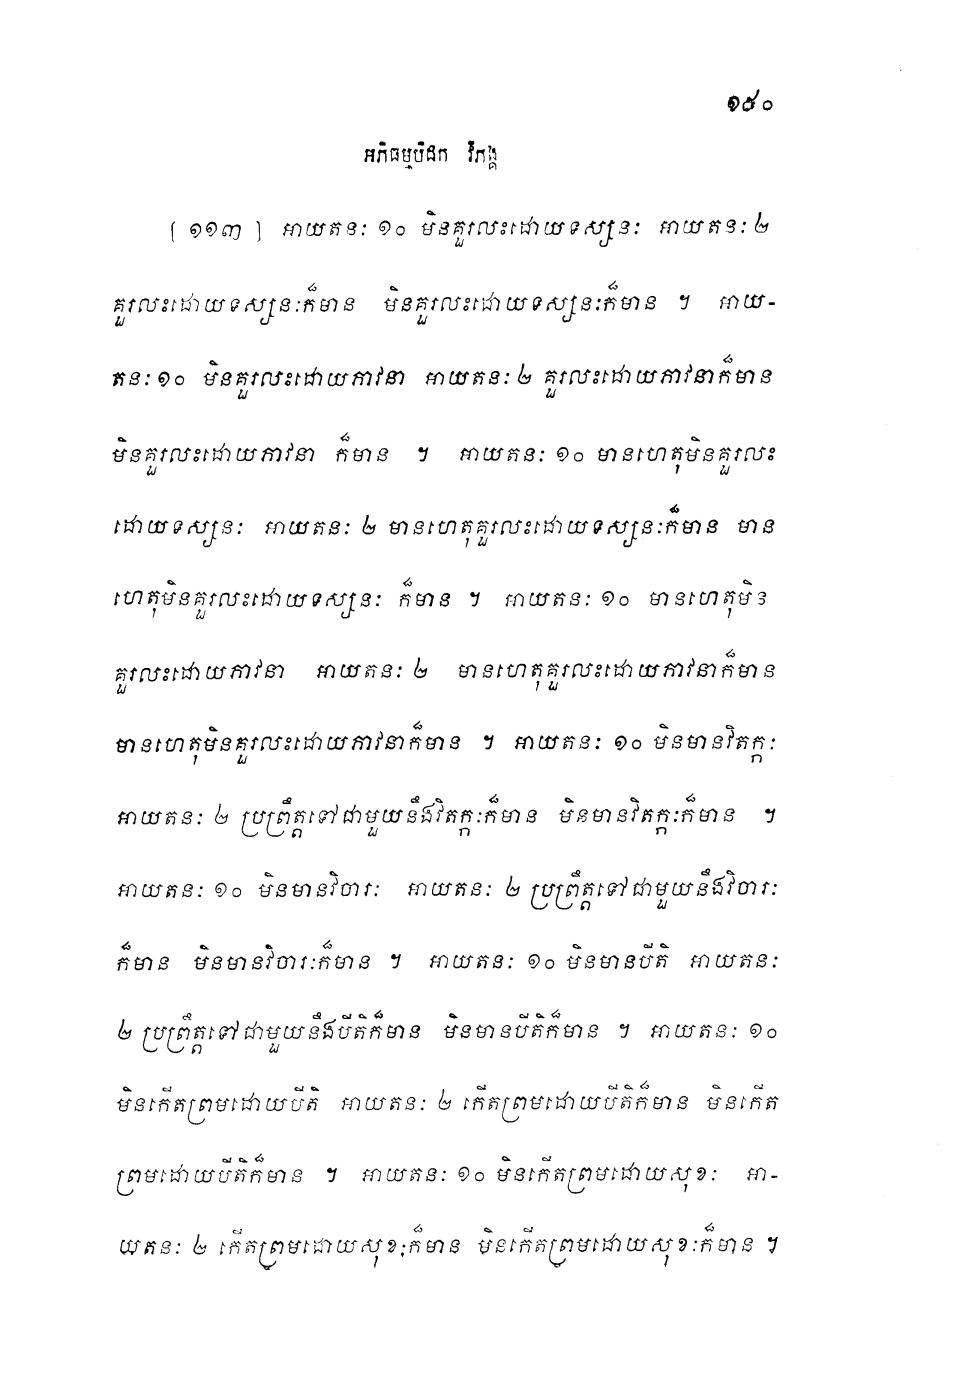 ១៥០
អភិធម្មបិដក វិភង្គ
[ ១១៣ ] អាយតនៈ ១០ មិនគួរលះដោយទស្សនៈ អាយតនៈ ២
គួរលះដោយទស្សនៈក៏មាន មិនគួរលះដោយទស្សនៈក៏មាន ។ អាយ-
តនៈ ១០ មិនគួរលះដោយភាវនា អាយតនៈ ២ គួរលះដោយភាវនាក៏មាន
មិនគួរលះដោយភាវនា ក៏មាន ។ អាយតនៈ ១០ មានហេតុមិនគួរលះ
ដោយទស្សនៈ អាយតនៈ ២ មានហេតុគួរលះដោយទស្សនៈក៏មាន មាន
ហេតុមិនគួរលះដោយទស្សនៈ ក៏មាន ។ អាយតនៈ ១០ មានហេតុមិន
គួរលះដោយភាវនា អាយតនៈ ២ មានហេតុគួរលះដោយភាវនាក៏មាន
មានហេតុមិនគួរលះដោយភាវនាក៏មាន ។ អាយតនៈ ១០ មិនមានវិតក្កៈ
អាយតនៈ ២ ប្រព្រឹត្តទៅជាមួយនឹងវិតក្កៈក៏មាន មិនមានវិតក្កៈក៏មាន ។
អាយតនៈ ១០ មិនមានវិចារៈ អាយតនៈ ២ ប្រព្រឹត្តទៅជាមួយនឹងវិចារៈ
ក៏មាន មិនមានវិចារៈក៏មាន ។ អាយតនៈ ១០ មិនមានបីតិ អាយតនៈ
២ ប្រព្រឹត្តទៅជាមួយនឹងបីតិក៏មាន មិនមានបីតិក៏មាន ។ អាយតនៈ ១០
មិនកើតព្រមដោយបីតិ អាយតនៈ ២ កើតព្រមដោយបីតិក៏មាន មិនកើត
ព្រមដោយបីតិក៏មាន ។ អាយតនៈ ១០ មិនកើតព្រមដោយសុខៈ អា-
យតនៈ ២ កើតព្រមដោយសុខៈក៏មាន មិនកើតព្រមដោយសុខៈក៏មាន ។